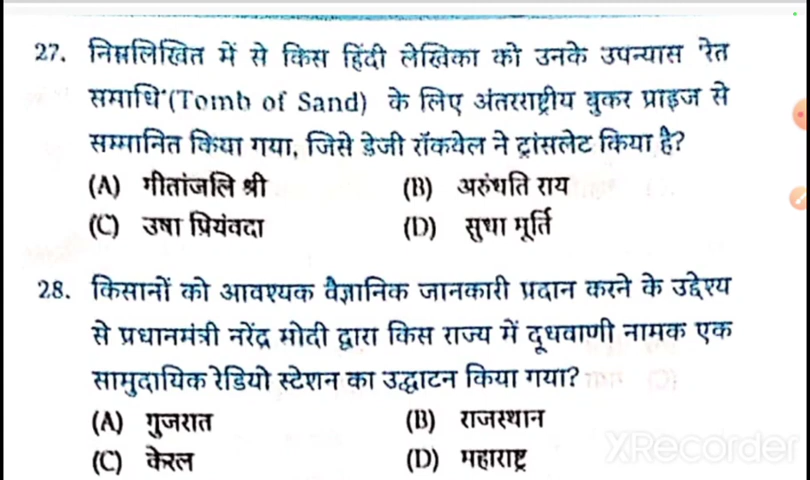 27. निम्नलिखित में से किस हिंदी लेखिका को उनके उपन्यास 'रेत
समाधि' (Tomb of Sand) के लिए अंतरराष्ट्रीय बुकर प्राइज से
सम्मानित किया गया, जिसे डेजी रॉकवेल ने ट्रांसलेट किया है?
(A) गीतांजलि श्री (B) अरुंधति राय
(C) उषा प्रियंवदा (D) सुधा मूर्ति
28. किसानों को आवश्यक वैज्ञानिक जानकारी प्रदान करने के उद्देश्य
से प्रधानमंत्री नरेंद्र मोदी द्वारा किस राज्य में दूधवाणी नामक एक
सामुदायिक रेडियो स्टेशन का उद्घाटन किया गया?
(A) गुजरात (B) राजस्थान
(C) केरल (D) महाराष्ट्र
XRecorder